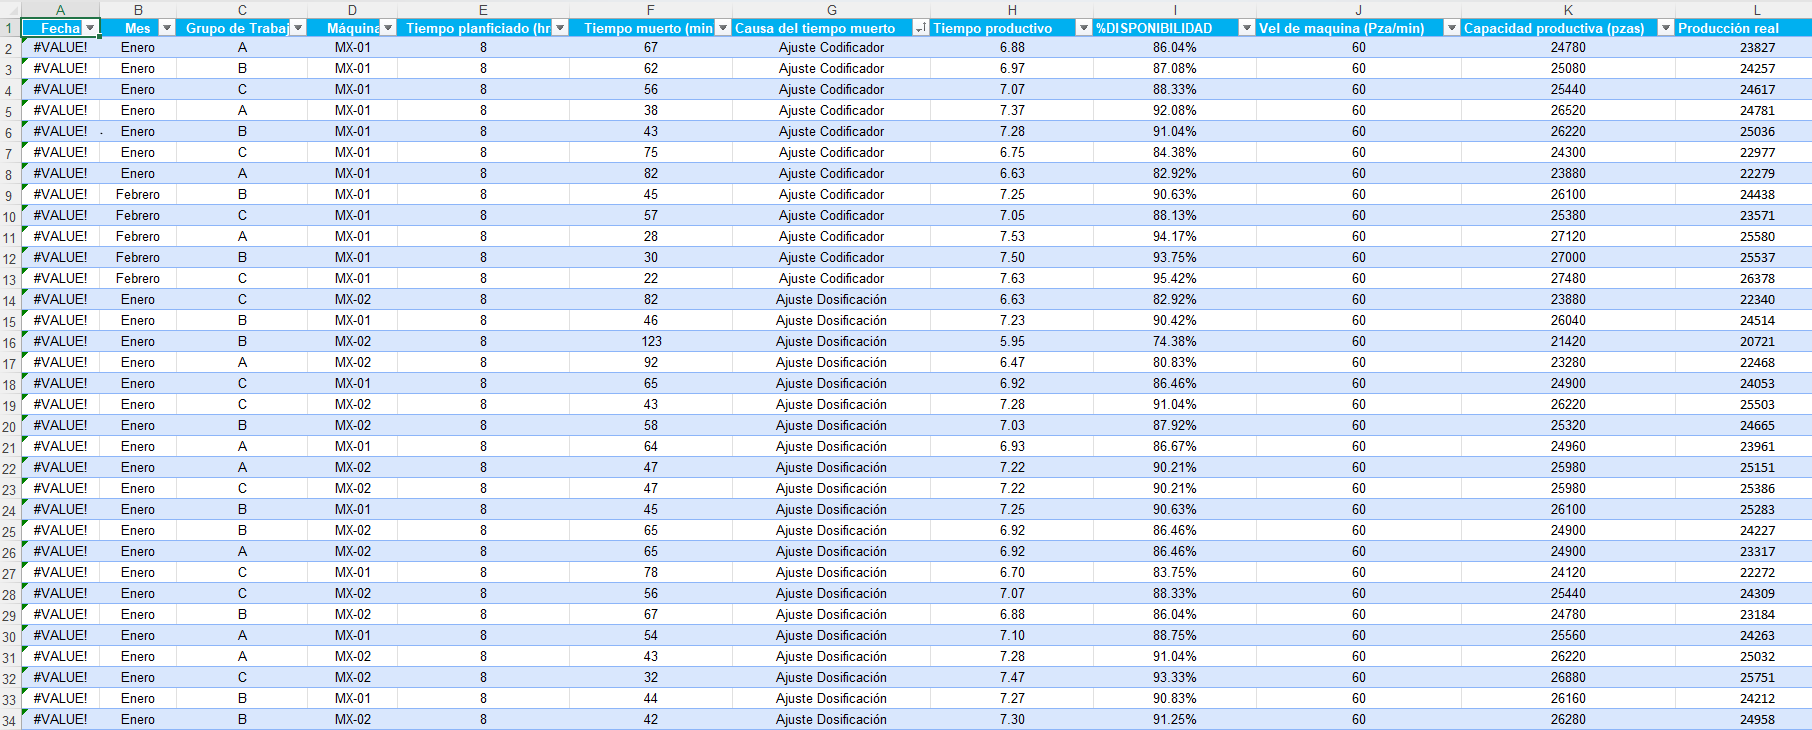 A B C D E F G H I J K L
1 Fecha Mes Grupo de Trabaj Máquina Tiempo planficiado (hr Tiempo muerto (min Causa del tiempo muerto Tiempo productivo %DISPONIBILIDAD Vel de maquina (Pza/min) Capacidad productiva (pzas) Producción real
2 #VALUE! Enero A MX-01 8 67 Ajuste Codificador 6.88 86.04% 60 24780 23827
3 #VALUE! Enero B MX-01 8 62 Ajuste Codificador 6.97 87.08% 60 25080 24257
4 #VALUE! Enero C MX-01 8 56 Ajuste Codificador 7.07 88.33% 60 25440 24617
5 #VALUE! Enero A MX-01 8 38 Ajuste Codificador 7.37 92.08% 60 26520 24781
6 #VALUE! Enero B MX-01 8 43 Ajuste Codificador 7.28 91.04% 60 26220 25036
7 #VALUE! Enero C MX-01 8 75 Ajuste Codificador 6.75 84.38% 60 24300 22977
8 #VALUE! Enero A MX-01 8 82 Ajuste Codificador 6.63 82.92% 60 23880 22279
9 #VALUE! Febrero B MX-01 8 45 Ajuste Codificador 7.25 90.63% 60 26100 24438
10 #VALUE! Febrero C MX-01 8 57 Ajuste Codificador 7.05 88.13% 60 25380 23571
11 #VALUE! Febrero A MX-01 8 28 Ajuste Codificador 7.53 94.17% 60 27120 25580
12 #VALUE! Febrero B MX-01 8 30 Ajuste Codificador 7.50 93.75% 60 27000 25537
13 #VALUE! Febrero C MX-01 8 22 Ajuste Codificador 7.63 95.42% 60 27480 26378
14 #VALUE! Enero C MX-02 8 82 Ajuste Dosificación 6.63 82.92% 60 23880 22340
15 #VALUE! Enero B MX-01 8 46 Ajuste Dosificación 7.23 90.42% 60 26040 24514
16 #VALUE! Enero B MX-02 8 123 Ajuste Dosificación 5.95 74.38% 60 21420 20721
17 #VALUE! Enero A MX-02 8 92 Ajuste Dosificación 6.47 80.83% 60 23280 22468
18 #VALUE! Enero C MX-01 8 65 Ajuste Dosificación 6.92 86.46% 60 24900 24053
19 #VALUE! Enero C MX-02 8 43 Ajuste Dosificación 7.28 91.04% 60 26220 25503
20 #VALUE! Enero B MX-02 8 58 Ajuste Dosificación 7.03 87.92% 60 25320 24665
21 #VALUE! Enero A MX-01 8 64 Ajuste Dosificación 6.93 86.67% 60 24960 23961
22 #VALUE! Enero A MX-02 8 47 Ajuste Dosificación 7.22 90.21% 60 25980 25151
23 #VALUE! Enero C MX-02 8 47 Ajuste Dosificación 7.22 90.21% 60 25980 25386
24 #VALUE! Enero B MX-01 8 45 Ajuste Dosificación 7.25 90.63% 60 26100 25283
25 #VALUE! Enero B MX-02 8 65 Ajuste Dosificación 6.92 86.46% 60 24900 24227
26 #VALUE! Enero A MX-02 8 65 Ajuste Dosificación 6.92 86.46% 60 24900 23317
27 #VALUE! Enero C MX-01 8 78 Ajuste Dosificación 6.70 83.75% 60 24120 22272
28 #VALUE! Enero C MX-02 8 56 Ajuste Dosificación 7.07 88.33% 60 25440 24309
29 #VALUE! Enero B MX-02 8 67 Ajuste Dosificación 6.88 86.04% 60 24780 23184
30 #VALUE! Enero A MX-01 8 54 Ajuste Dosificación 7.10 88.75% 60 25560 24263
31 #VALUE! Enero A MX-02 8 43 Ajuste Dosificación 7.28 91.04% 60 26220 25032
32 #VALUE! Enero C MX-02 8 32 Ajuste Dosificación 7.47 93.33% 60 26880 25751
33 #VALUE! Enero B MX-01 8 44 Ajuste Dosificación 7.27 90.83% 60 26160 24212
34 #VALUE! Enero B MX-02 8 42 Ajuste Dosificación 7.30 91.25% 60 26280 24958